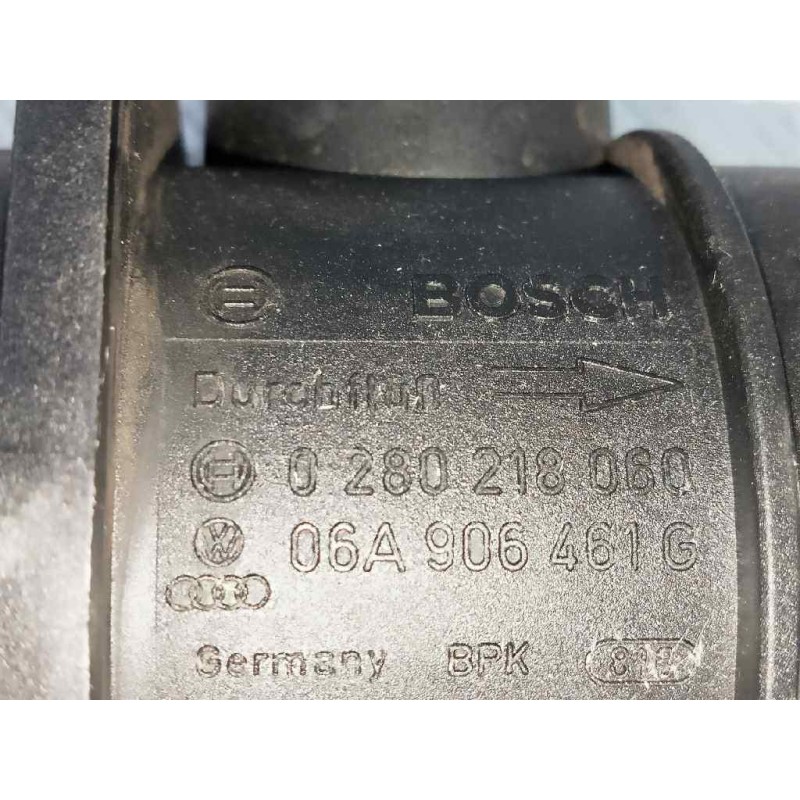 BOSCH
Durchfluß
0 280 218 060
06A 906 461 G
Germany BPK